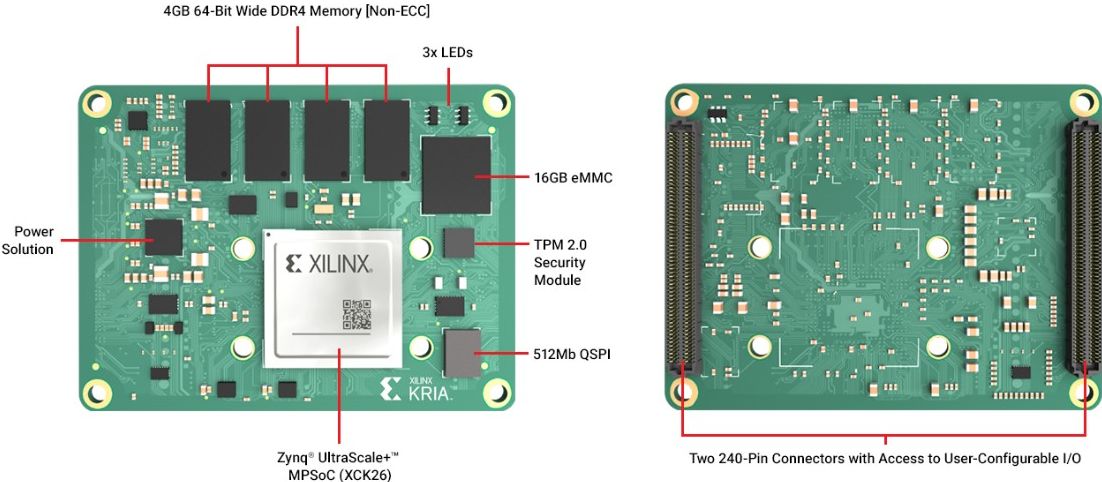 4GB 64-Bit Wide DDR4 Memory [Non-ECC]
3x LEDs
16GB eMMC
Power
Solution
TPM 2.0
Security
Module
XILINX®
512Mb QSPI
XILINX
KRIA™
Zynq® UltraScale+™
MPSoC (XCK26)
Two 240-Pin Connectors with Access to User-Configurable I/O